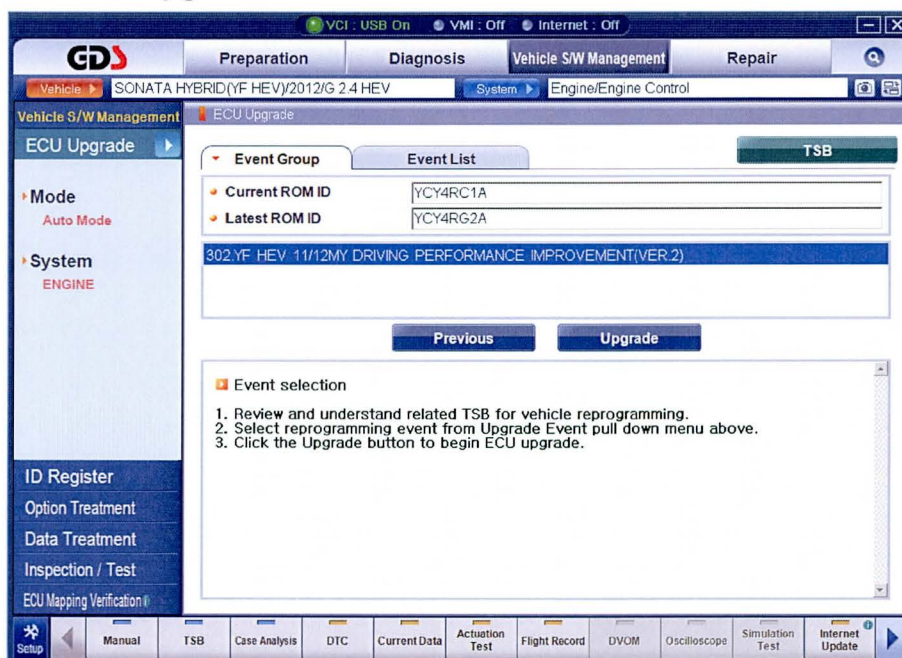 VCI : USB On VMI : Off Internet : Off
GDS Preparation Diagnosis Vehicle S/W Management Repair
Vehicle SONATA HYBRID(YF HEV)/2012/G 2.4 HEV System Engine/Engine Control
Vehicle S/W Management
ECU Upgrade
ECU Upgrade
TSB
Event Group Event List
Mode
Auto Mode
System
ENGINE
Current ROM ID YCY4RC1A
Latest ROM ID YCY4RG2A
302.YF HEV 11/12MY DRIVING PERFORMANCE IMPROVEMENT(VER.2)
Previous Upgrade
Event selection
1. Review and understand related TSB for vehicle reprogramming.
2. Select reprogramming event from Upgrade Event pull down menu above.
3. Click the Upgrade button to begin ECU upgrade.
ID Register
Option Treatment
Data Treatment
Inspection / Test
ECU Mapping Verification
Setup Manual TSB Case Analysis DTC Current Data Actuation Test Flight Record DVOM Oscilloscope Simulation Test Internet Update